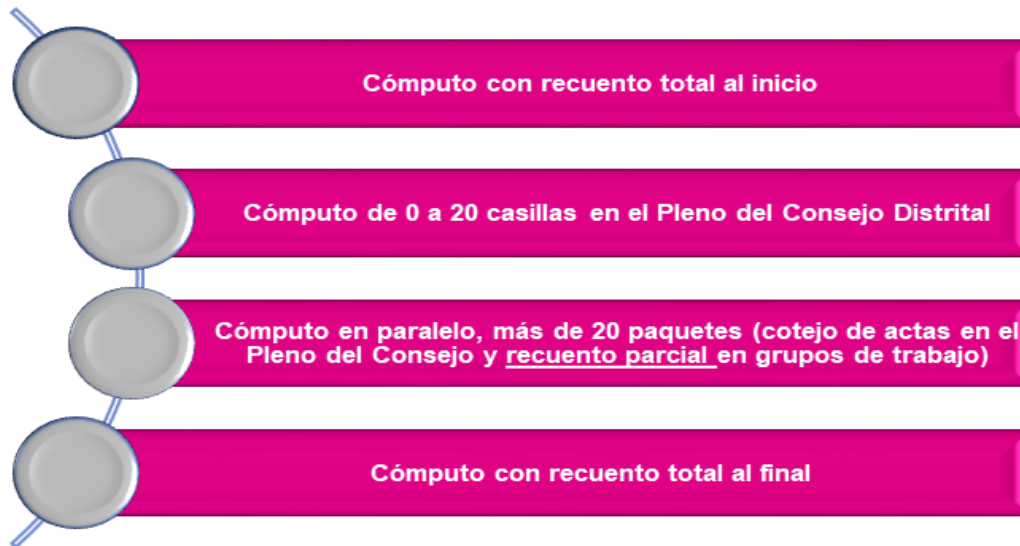 Cómputo con recuento total al inicio
Cómputo de 0 a 20 casillas en el Pleno del Consejo Distrital
Cómputo en paralelo, más de 20 paquetes (cotejo de actas en el
Pleno del Consejo y recuento parcial en grupos de trabajo)
Cómputo con recuento total al final